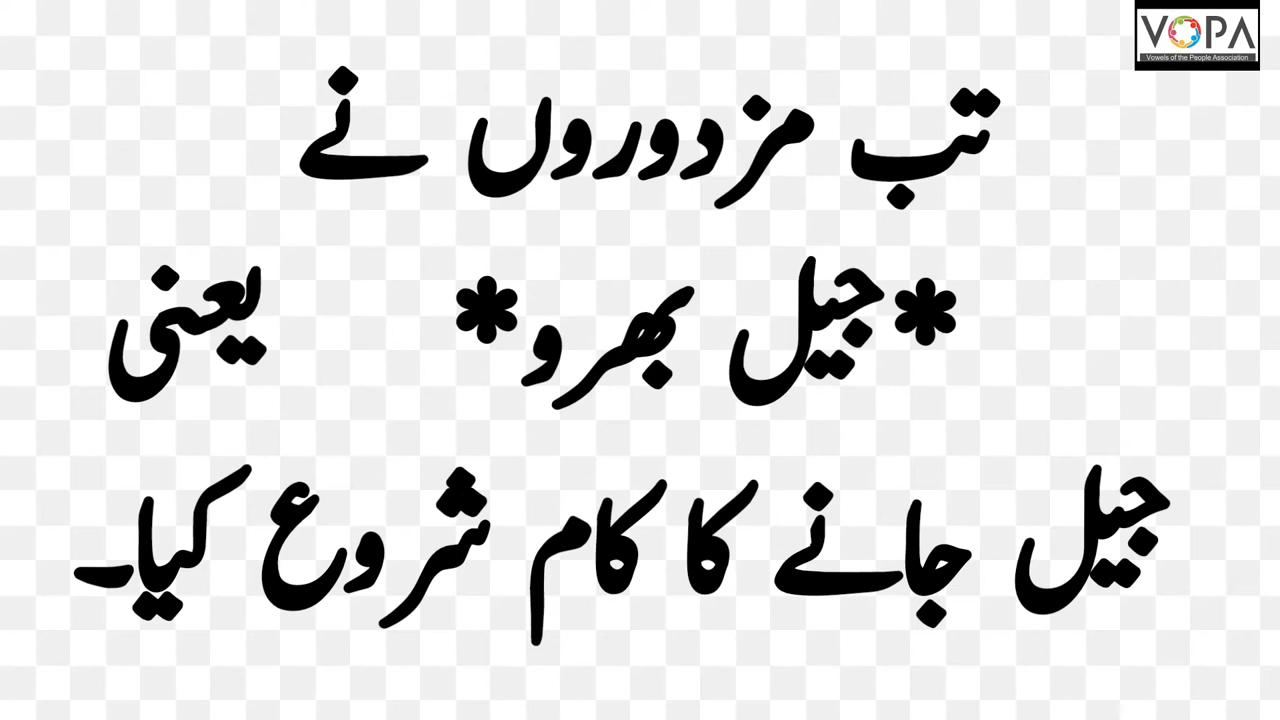 VOPA
Vowels of the People Association
تب مزدوروں نے
*جیل بھرو* یعنی
جیل جانے کا کام شروع کیا۔